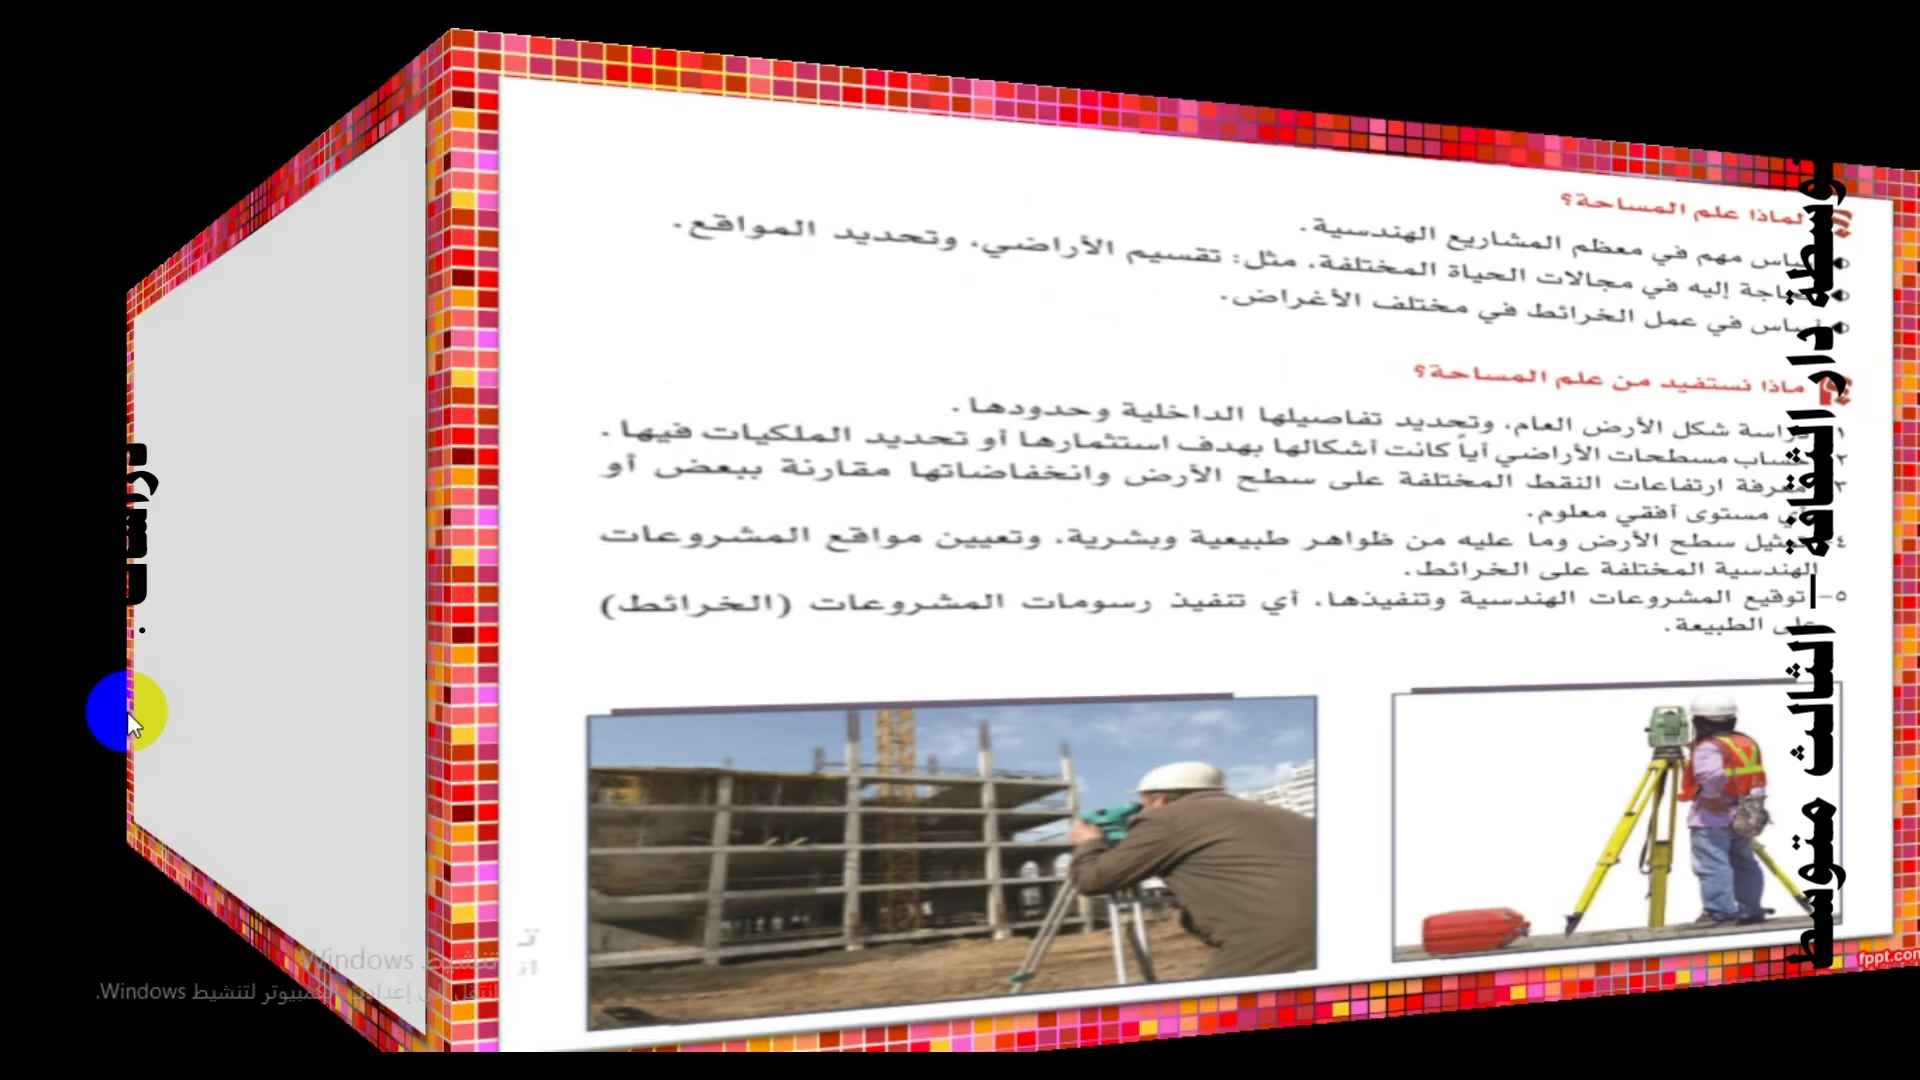 لماذا علم المساحة؟
أساس مهم في معظم المشاريع الهندسية.
الحاجة إليه في مجالات الحياة المختلفة، مثل: تقسيم الأراضي، وتحديد المواقع.
أساس في عمل الخرائط في مختلف الأغراض.
ماذا نستفيد من علم المساحة؟
١- دراسة شكل الأرض العام، وتحديد تفاصيلها الداخلية وحدودها.
٢- حساب مسطحات الأراضي أياً كانت أشكالها بهدف استثمارها أو تحديد الملكيات فيها.
٣- معرفة ارتفاعات النقط المختلفة على سطح الأرض وانخفاضاتها مقارنة ببعض أو
أي مستوى أفقي معلوم.
٤- تمثيل سطح الأرض وما عليه من ظواهر طبيعية وبشرية، وتعيين مواقع المشروعات
الهندسية المختلفة على الخرائط.
٥- توقيع المشروعات الهندسية وتنفيذها، أي تنفيذ رسومات المشروعات (الخرائط)
على الطبيعة.
متوسطة دار الثقافة – الثالث متوسط
fppt.com
تنشيط Windows
انتقل إلى إعدادات الكمبيوتر لتنشيط Windows.